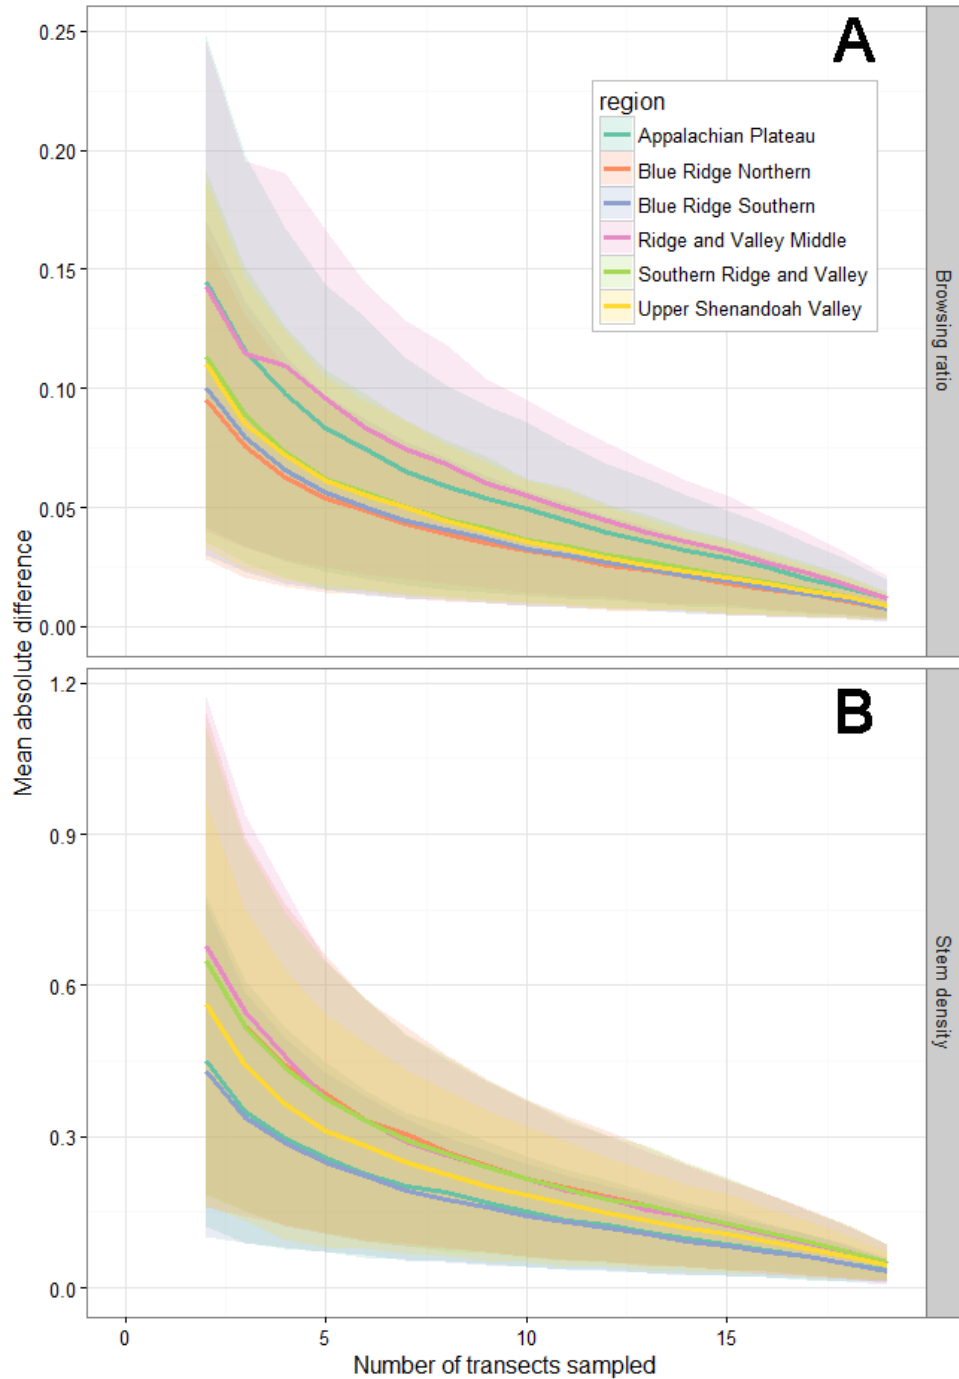 A
0.25
0.20
0.15
0.10
0.05
0.00
region
Appalachian Plateau
Blue Ridge Northern
Blue Ridge Southern
Ridge and Valley Middle
Southern Ridge and Valley
Upper Shenandoah Valley
Browsing ratio
Mean absolute difference
B
1.2
0.9
0.6
0.3
0.0
Stem density
0 5 10 15
Number of transects sampled